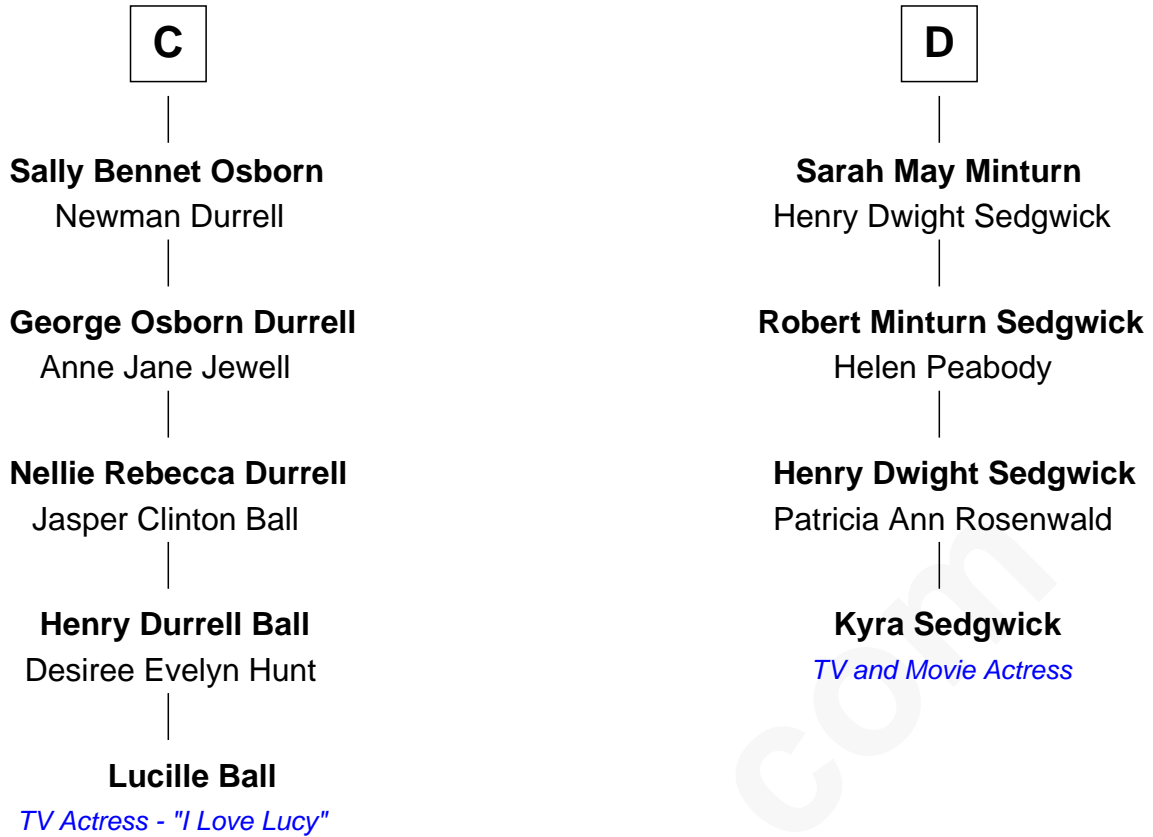 C
D
Sally Bennet Osborn
Newman Durrell
Sarah May Minturn
Henry Dwight Sedgwick
George Osborn Durrell
Anne Jane Jewell
Robert Minturn Sedgwick
Helen Peabody
Nellie Rebecca Durrell
Jasper Clinton Ball
Henry Dwight Sedgwick
Patricia Ann Rosenwald
Henry Durrell Ball
Desiree Evelyn Hunt
Kyra Sedgwick
TV and Movie Actress
Lucille Ball
TV Actress - "I Love Lucy"
com